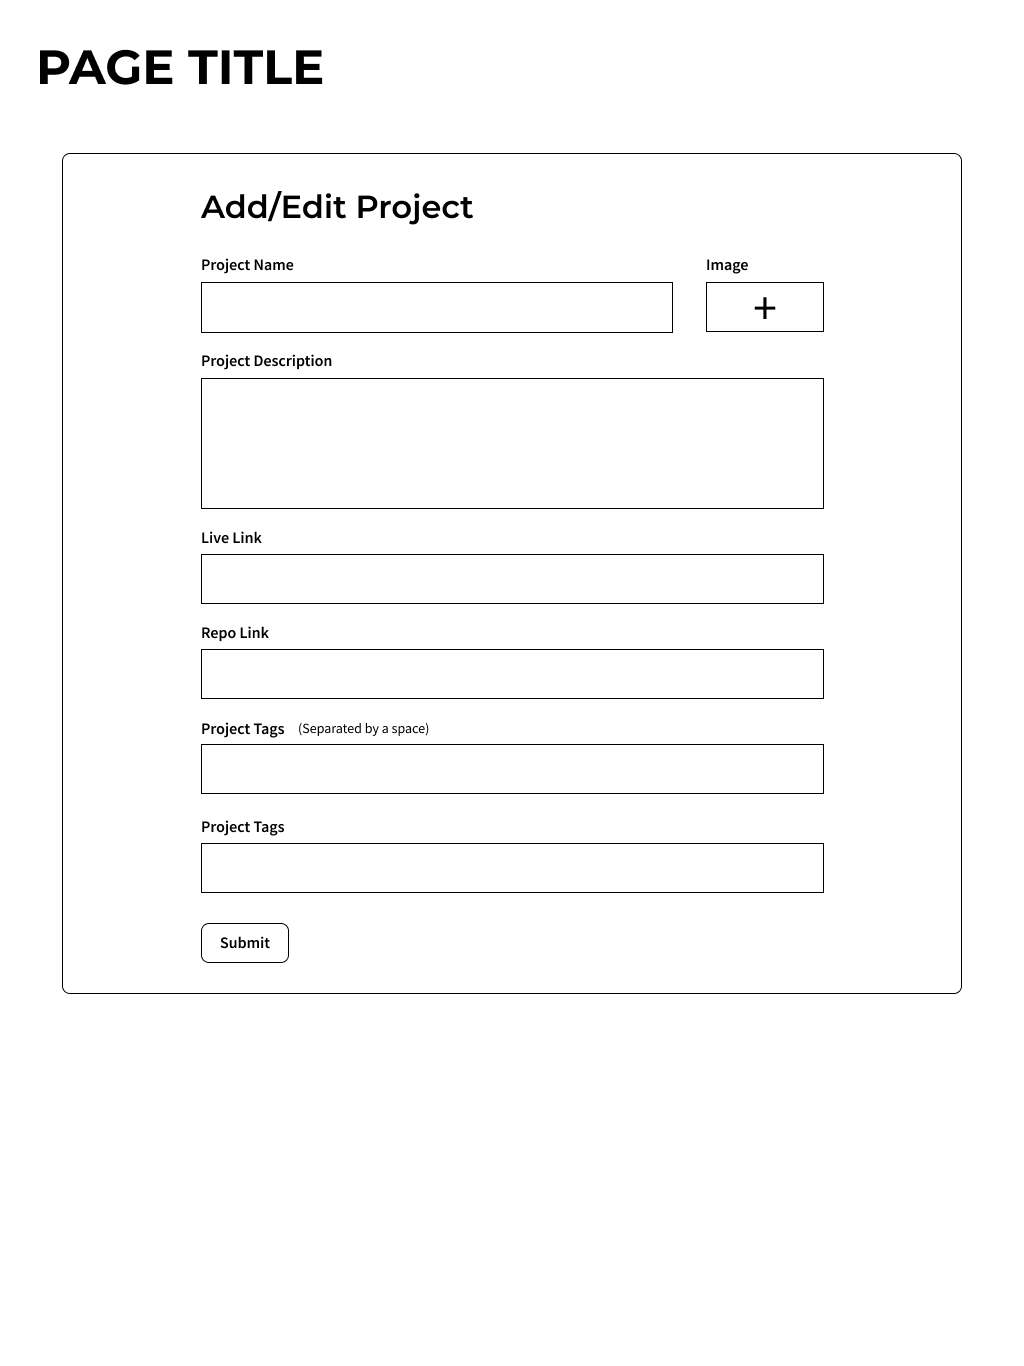 PAGE TITLE
Add/Edit Project
Project Name
Image
+
Project Description
Live Link
Repo Link
Project Tags (Separated by a space)
Project Tags
Submit